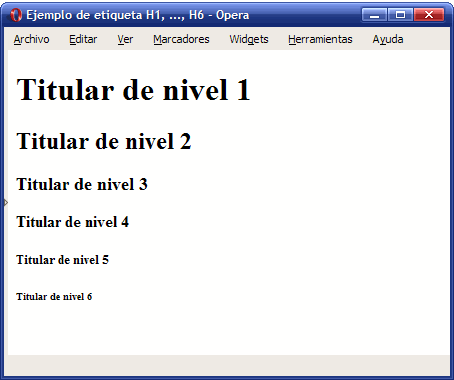 Ejemplo de etiqueta H1, ..., H6 - Opera
Archivo Editar Ver Marcadores Widgets Herramientas Ayuda
Titular de nivel 1
Titular de nivel 2
Titular de nivel 3
Titular de nivel 4
Titular de nivel 5
Titular de nivel 6